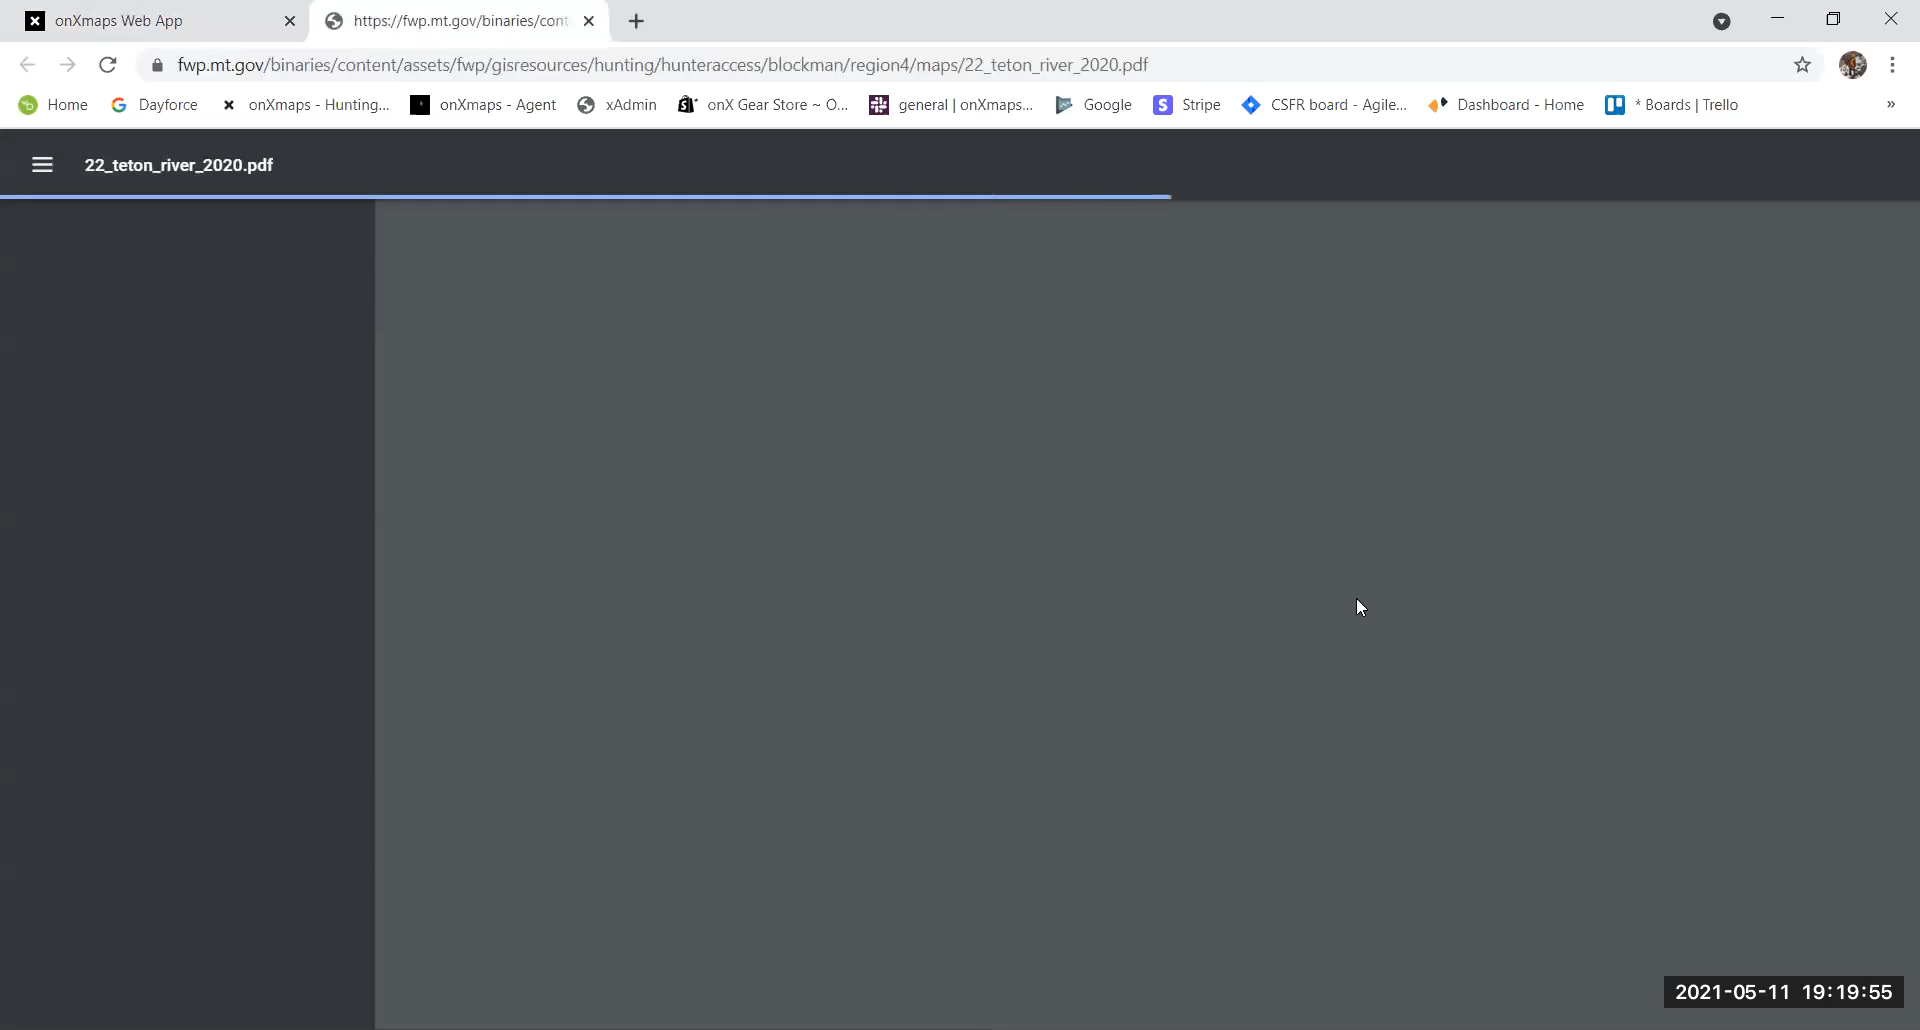 onXmaps Web App
https://fwp.mt.gov/binaries/cont
fwp.mt.gov/binaries/content/assets/fwp/gisresources/hunting/hunteraccess/blockman/region4/maps/22_teton_river_2020.pdf
Home Dayforce onXmaps - Hunting... onXmaps - Agent xAdmin onX Gear Store ~ O... general | onXmaps... Google Stripe CSFR board - Agile... Dashboard - Home * Boards | Trello »
22_teton_river_2020.pdf
2021-05-11 19:19:55